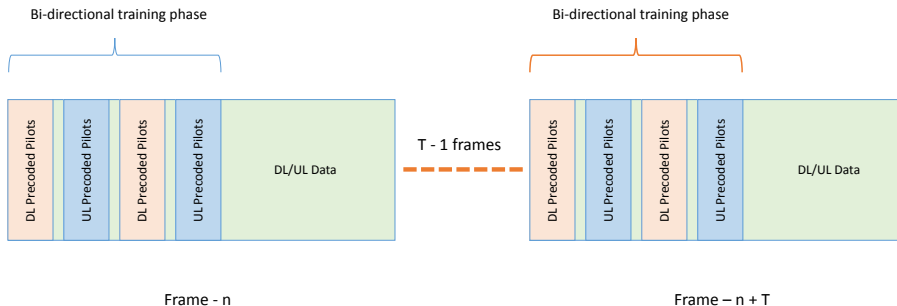 Bi-directional training phase
Bi-directional training phase
DL Precoded Pilots
UL Precoded Pilots
DL Precoded Pilots
UL Precoded Pilots
DL/UL Data
T - 1 frames
DL Precoded Pilots
UL Precoded Pilots
DL Precoded Pilots
UL Precoded Pilots
DL/UL Data
Frame - n
Frame – n + T